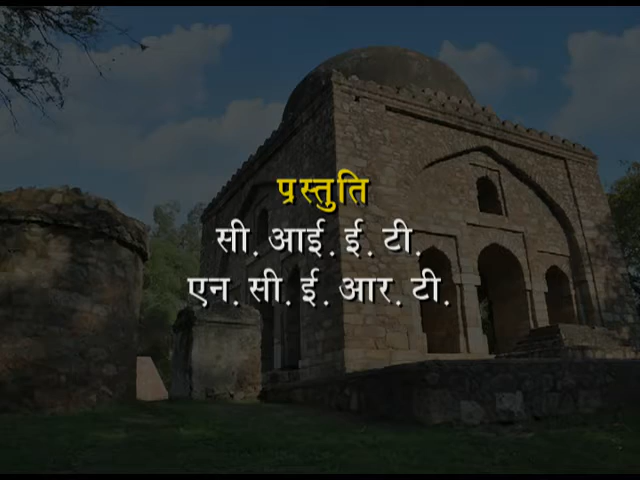 प्रस्तुति
सी. आई. ई. टी.
एन. सी. ई. आर. टी.